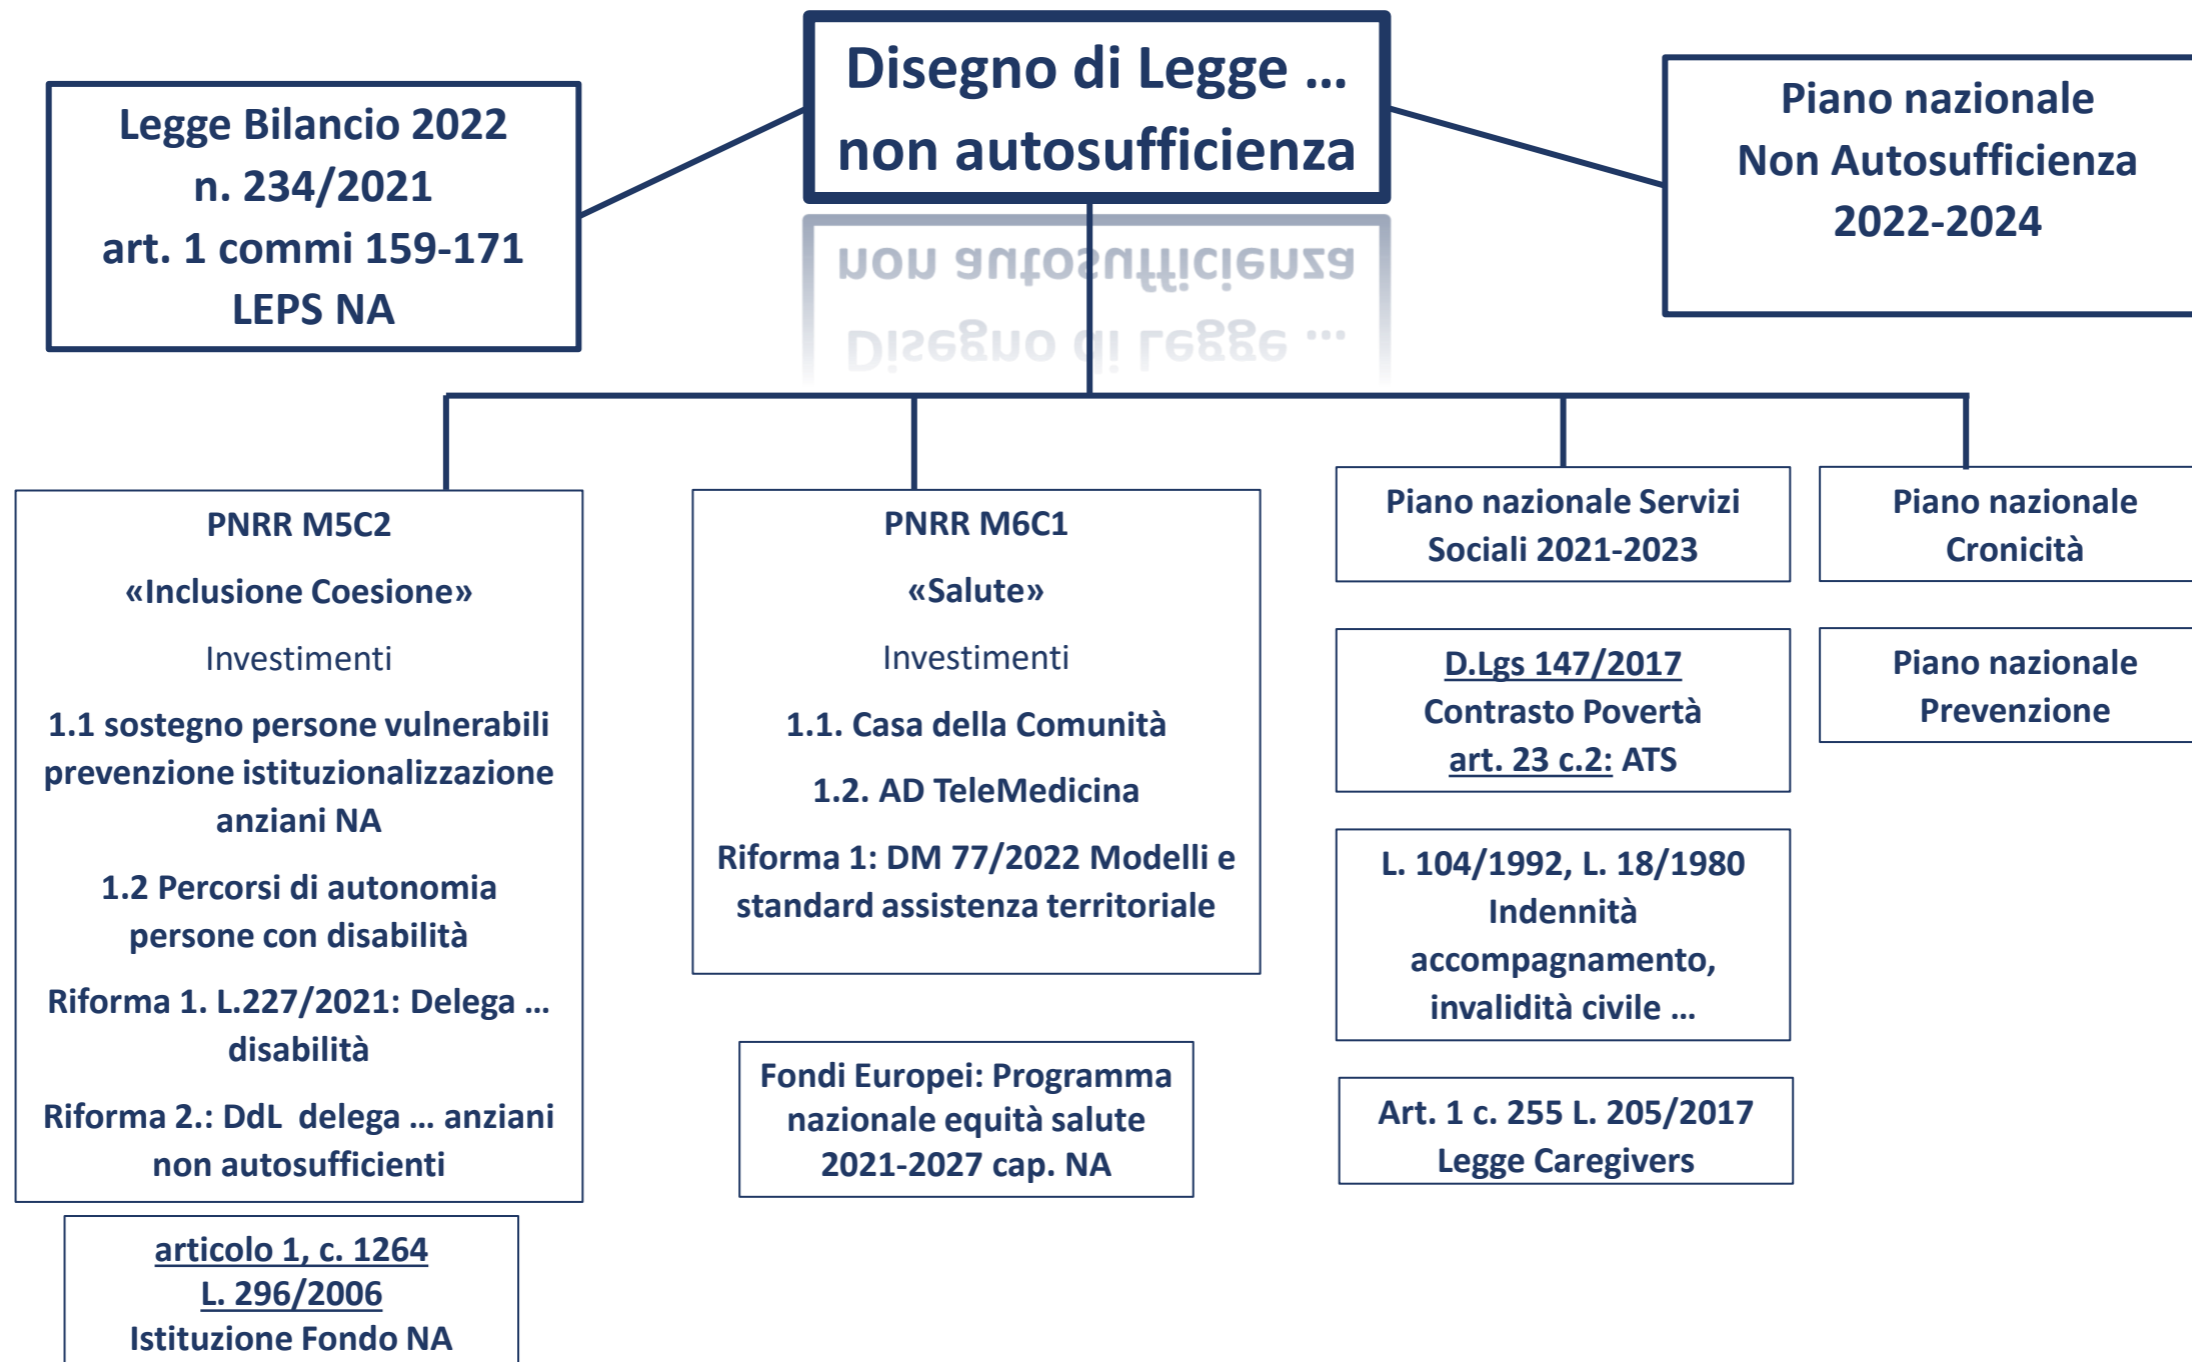 Disegno di Legge ...
non autosufficienza
Legge Bilancio 2022
n. 234/2021
art. 1 commi 159-171
LEPS NA
Piano nazionale
Non Autosufficienza
2022-2024
PNRR M5C2
«Inclusione Coesione»
Investimenti
1.1 sostegno persone vulnerabili
prevenzione istituzionalizzazione
anziani NA
1.2 Percorsi di autonomia
persone con disabilità
Riforma 1. L.227/2021: Delega ...
disabilità
Riforma 2.: DdL delega ... anziani
non autosufficienti
articolo 1, c. 1264
L. 296/2006
Istituzione Fondo NA
PNRR M6C1
«Salute»
Investimenti
1.1. Casa della Comunità
1.2. AD TeleMedicina
Riforma 1: DM 77/2022 Modelli e
standard assistenza territoriale
Fondi Europei: Programma
nazionale equità salute
2021-2027 cap. NA
Piano nazionale Servizi
Sociali 2021-2023
D.Lgs 147/2017
Contrasto Povertà
art. 23 c.2: ATS
L. 104/1992, L. 18/1980
Indennità
accompagnamento,
invalidità civile ...
Art. 1 c. 255 L. 205/2017
Legge Caregivers
Piano nazionale
Cronicità
Piano nazionale
Prevenzione